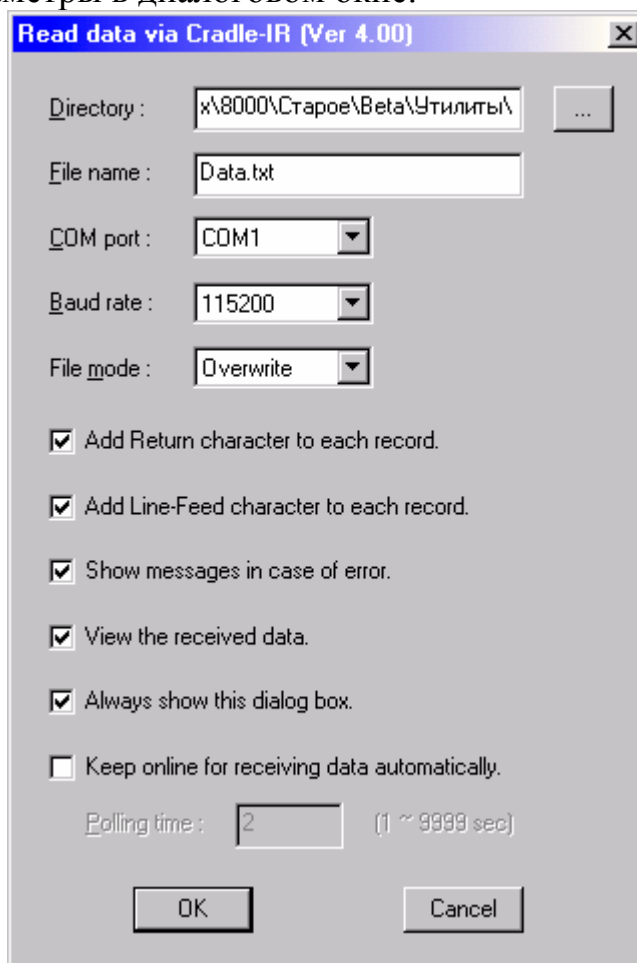 метры в диалоговом окне.
Read data via Cradle-IR (Ver 4.00)
Directory : x\8000\Старое\Beta\Утилиты\ ...
File name : Data.txt
COM port : COM1
Baud rate : 115200
File mode : Overwrite
Add Return character to each record.
Add Line-Feed character to each record.
Show messages in case of error.
View the received data.
Always show this dialog box.
Keep online for receiving data automatically.
Polling time : 2 (1 ~ 9999 sec)
OK Cancel